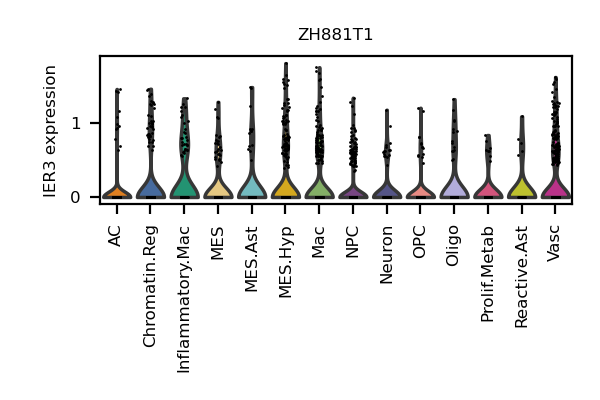 ZH881T1
IER3 expression
1
0
AC
Chromatin.Reg
Inflammatory.Mac
MES
MES.Ast
MES.Hyp
Mac
NPC
Neuron
OPC
Oligo
Prolif.Metab
Reactive.Ast
Vasc